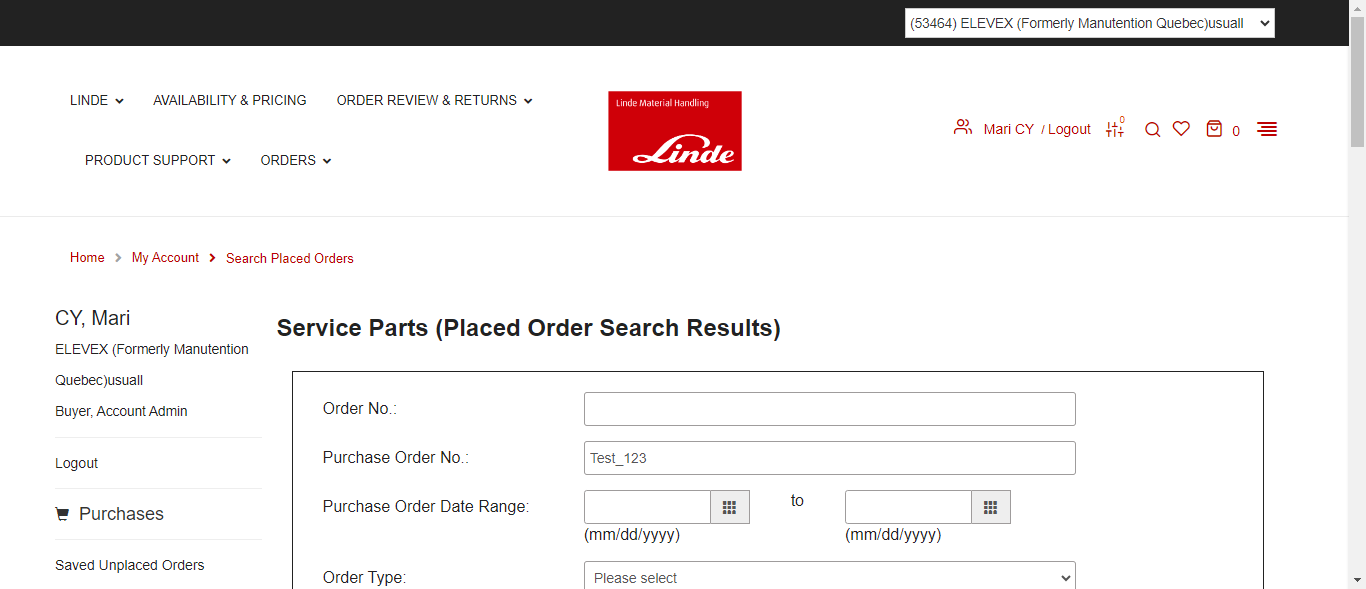 (53464) ELEVEX (Formerly Manutention Quebec)usuall
LINDE
AVAILABILITY & PRICING
ORDER REVIEW & RETURNS
PRODUCT SUPPORT
ORDERS
Linde Material Handling
Linde
Mari CY / Logout
0
0
Home > My Account > Search Placed Orders
CY, Mari
ELEVEX (Formerly Manutention
Quebec)usuall
Buyer, Account Admin
Logout
Purchases
Saved Unplaced Orders
Service Parts (Placed Order Search Results)
Order No.:
Purchase Order No.: Test_123
Purchase Order Date Range: to
(mm/dd/yyyy) (mm/dd/yyyy)
Order Type: Please select